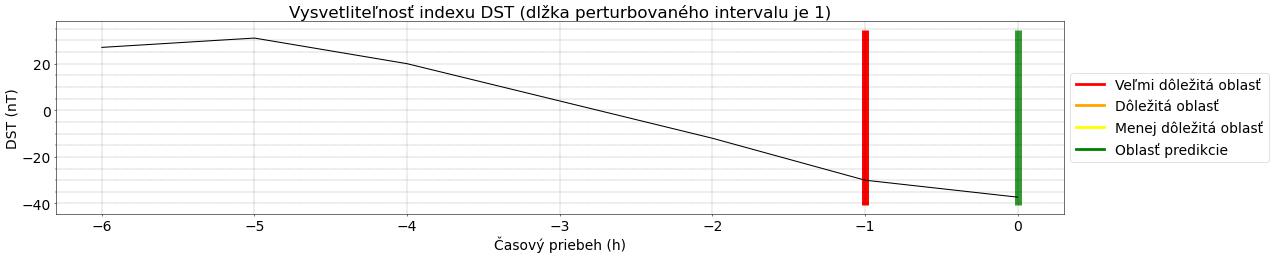 Vysvetliteľnosť indexu DST (dĺžka perturbovaného intervalu je 1)
DST (nT)
20
0
−20
−40
−6 −5 −4 −3 −2 −1 0
Časový priebeh (h)
Veľmi dôležitá oblasť
Dôležitá oblasť
Menej dôležitá oblasť
Oblasť predikcie